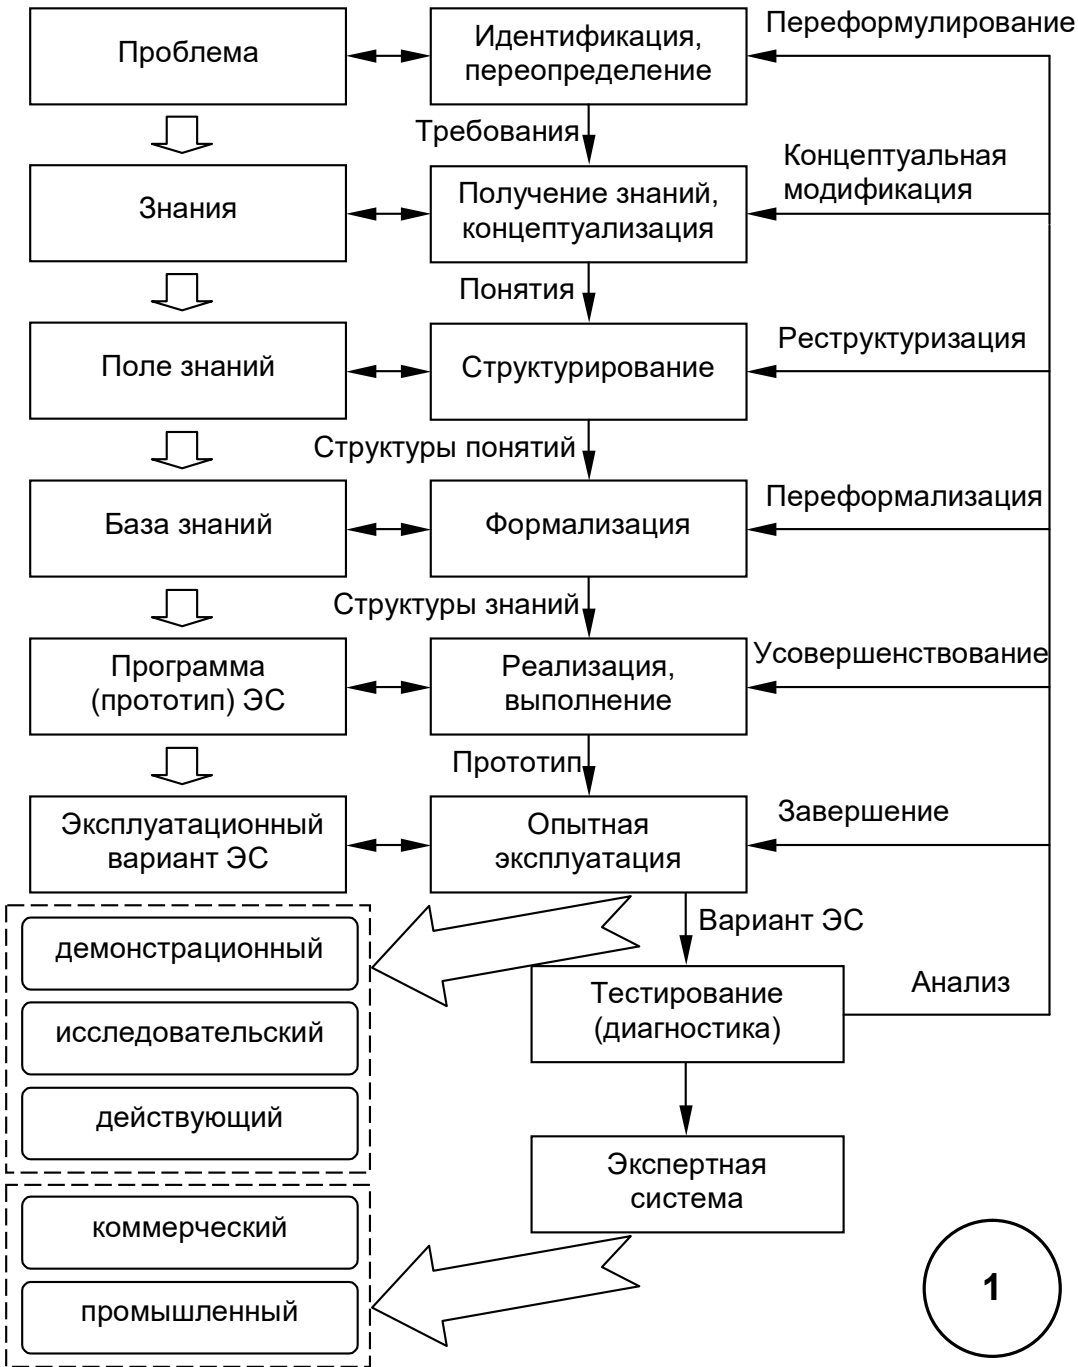 Проблема
Идентификация,
переопределение
Переформулирование
Требования
Знания
Получение знаний,
концептуализация
Концептуальная
модификация
Понятия
Поле знаний
Структурирование
Реструктуризация
Структуры понятий
База знаний
Формализация
Переформализация
Структуры знаний
Программа
(прототип) ЭС
Реализация,
выполнение
Усовершенствование
Прототип
Эксплуатационный
вариант ЭС
Опытная
эксплуатация
Завершение
Вариант ЭС
демонстрационный
исследовательский
действующий
Тестирование
(диагностика)
Анализ
Экспертная
система
коммерческий
промышленный
1